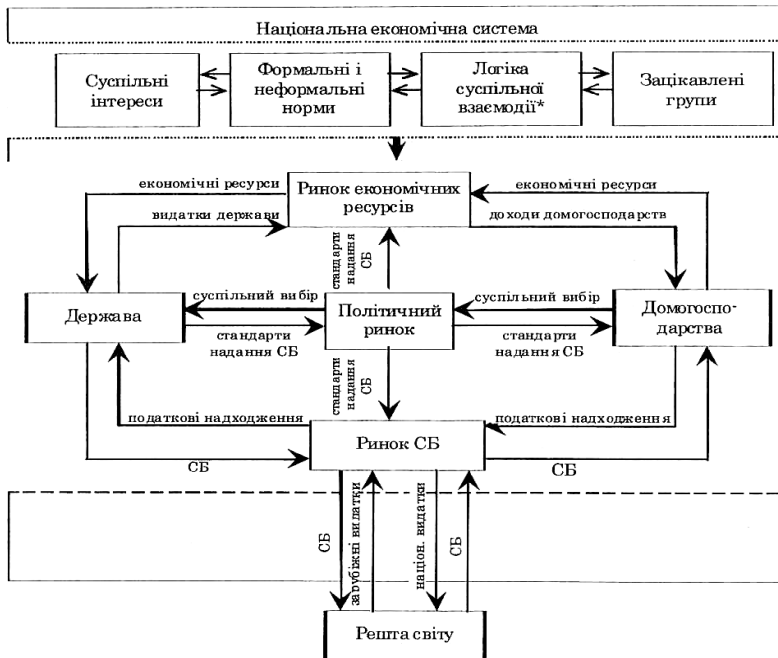 Національна економічна система
Суспільні
інтереси
Формальні і
неформальні
норми
Логіка
суспільної
взаємодії*
Зацікавлені
групи
економічні ресурси
Ринок економічних
ресурсів
економічні ресурси
видатки держави
доходи домогосподарств
стандарти
надання
СБ
Держава
суспільний вибір
Політичний
ринок
суспільний вибір
Домогоспо-
дарства
стандарти
надання СБ
стандарти
надання СБ
стандарти
надання
СБ
податкові надходження
Ринок СБ
податкові надходження
СБ
СБ
СБ
зарубіжні видатки
націон. видатки
СБ
Решта світу